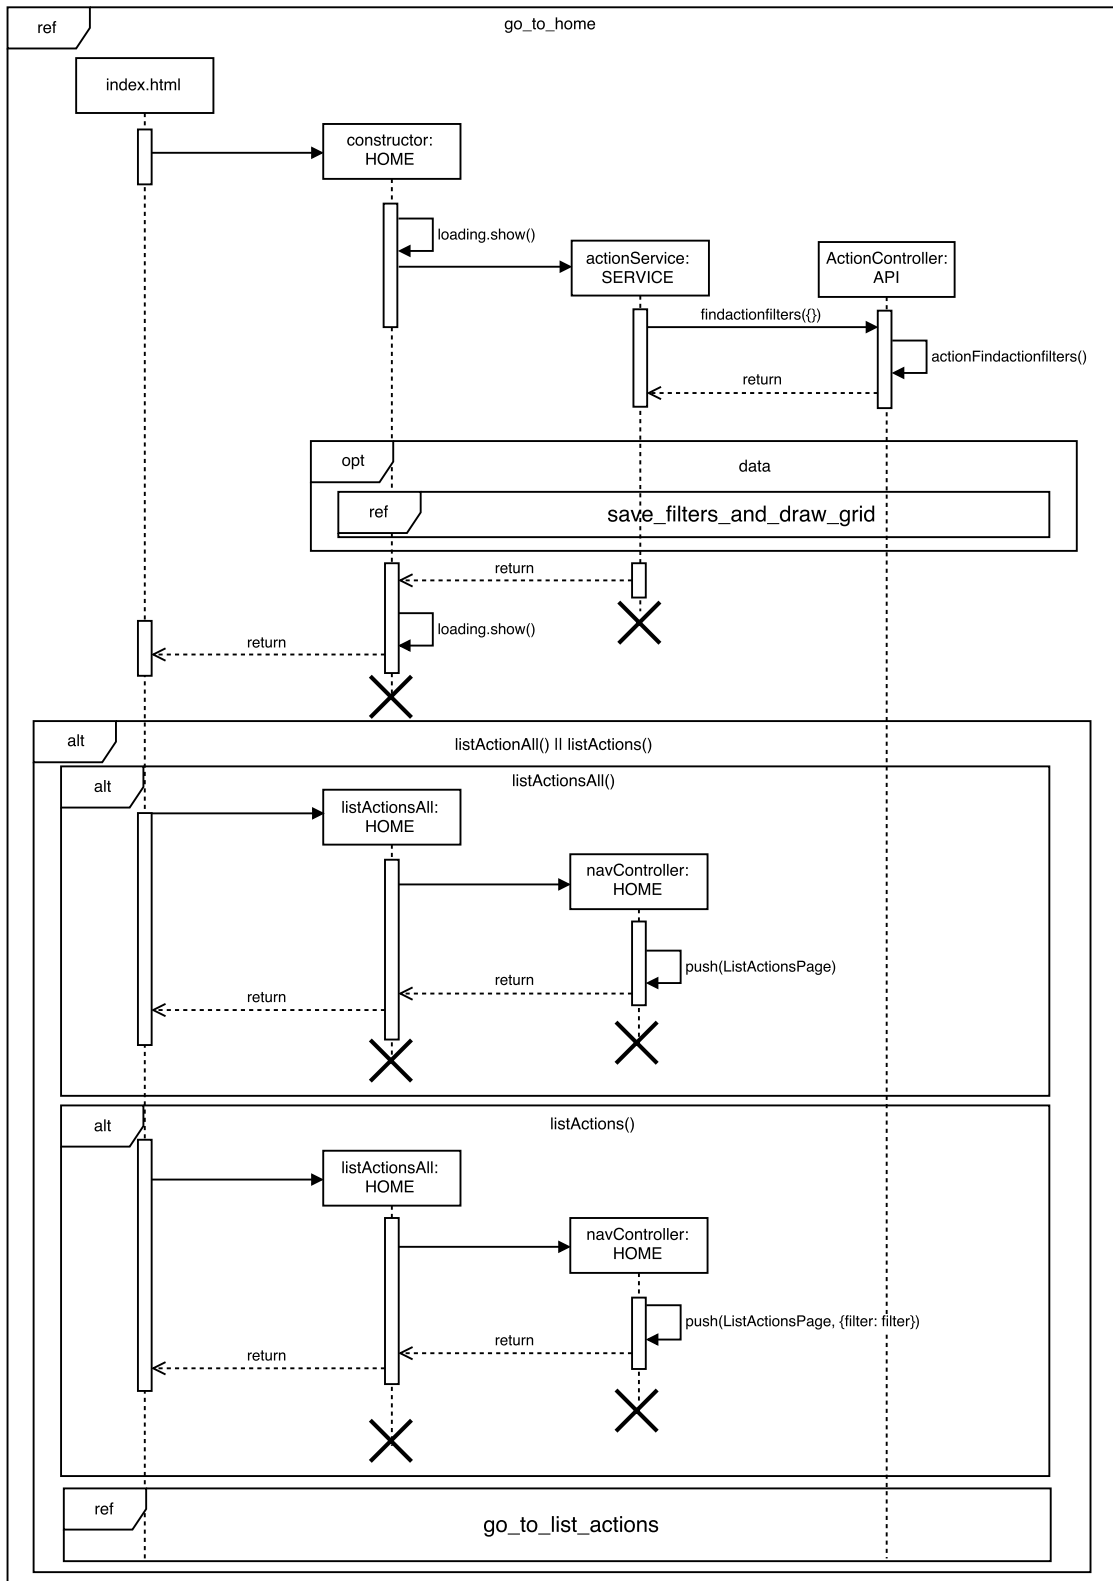 ref
go_to_home
index.html
constructor:
HOME
loading.show()
actionService:
SERVICE
ActionController:
API
findactionfilters({})
actionFindactionfilters()
return
opt
data
ref
save_filters_and_draw_grid
return
loading.show()
return
alt
listActionAll() || listActions()
alt
listActionsAll()
listActionsAll:
HOME
navController:
HOME
push(ListActionsPage)
return
return
alt
listActions()
listActionsAll:
HOME
navController:
HOME
push(ListActionsPage, {filter: filter})
return
return
ref
go_to_list_actions